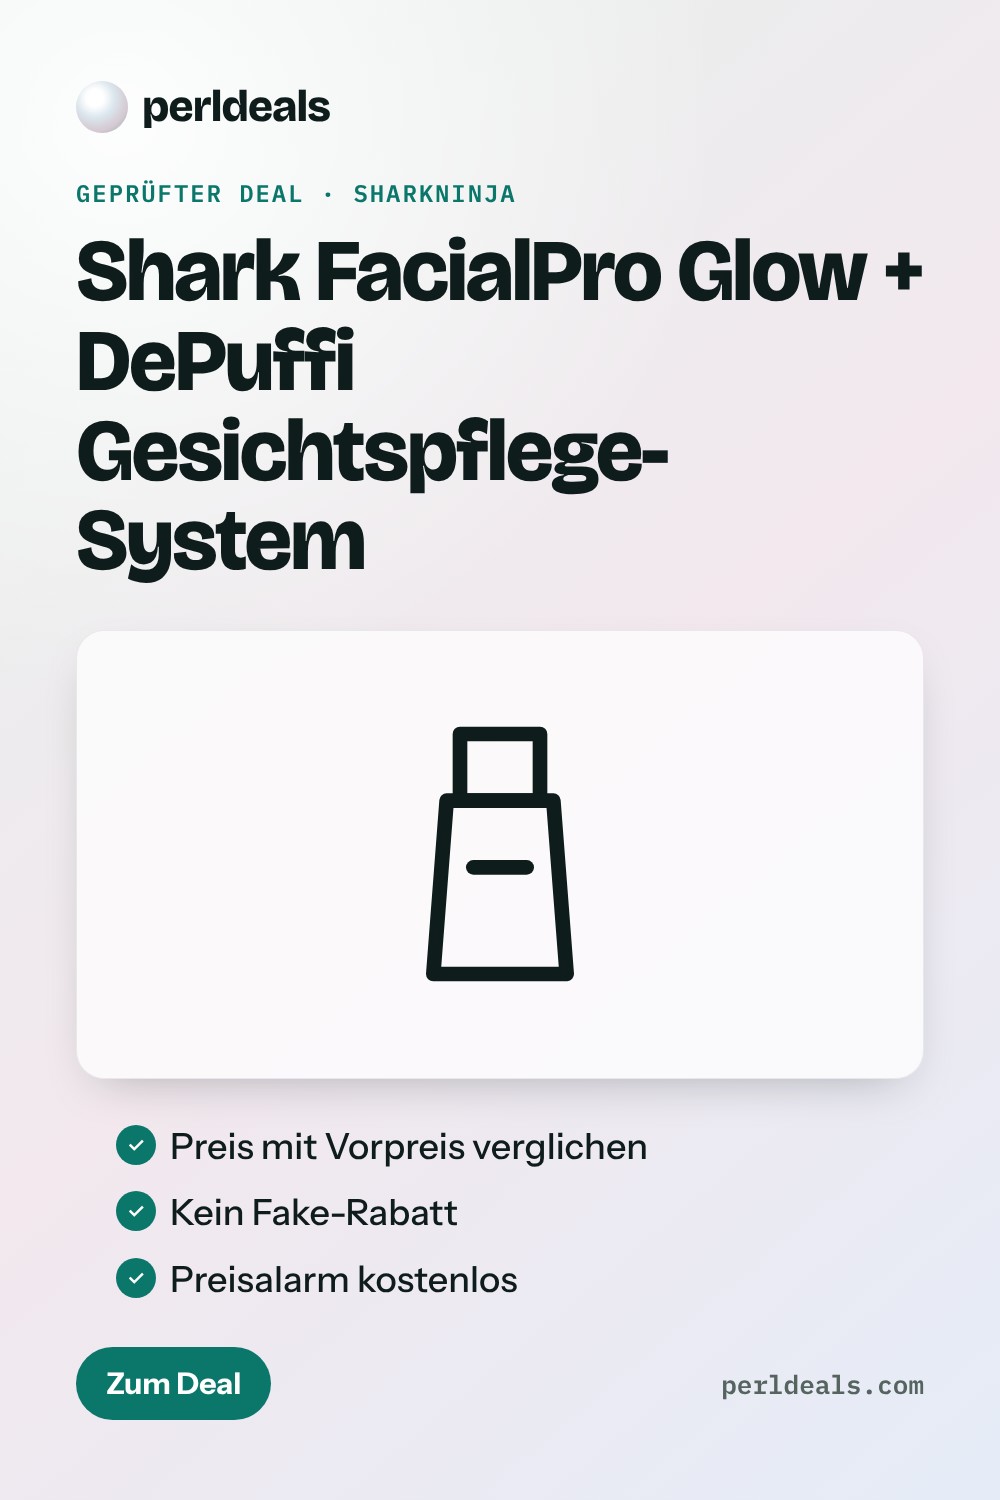 perldeals
GEPRÜFTER DEAL · SHARKNINJA
Shark FacialPro Glow +
DePuffi
Gesichtspflege-
System
Preis mit Vorpreis verglichen
Kein Fake-Rabatt
Preisalarm kostenlos
Zum Deal
perldeals.com